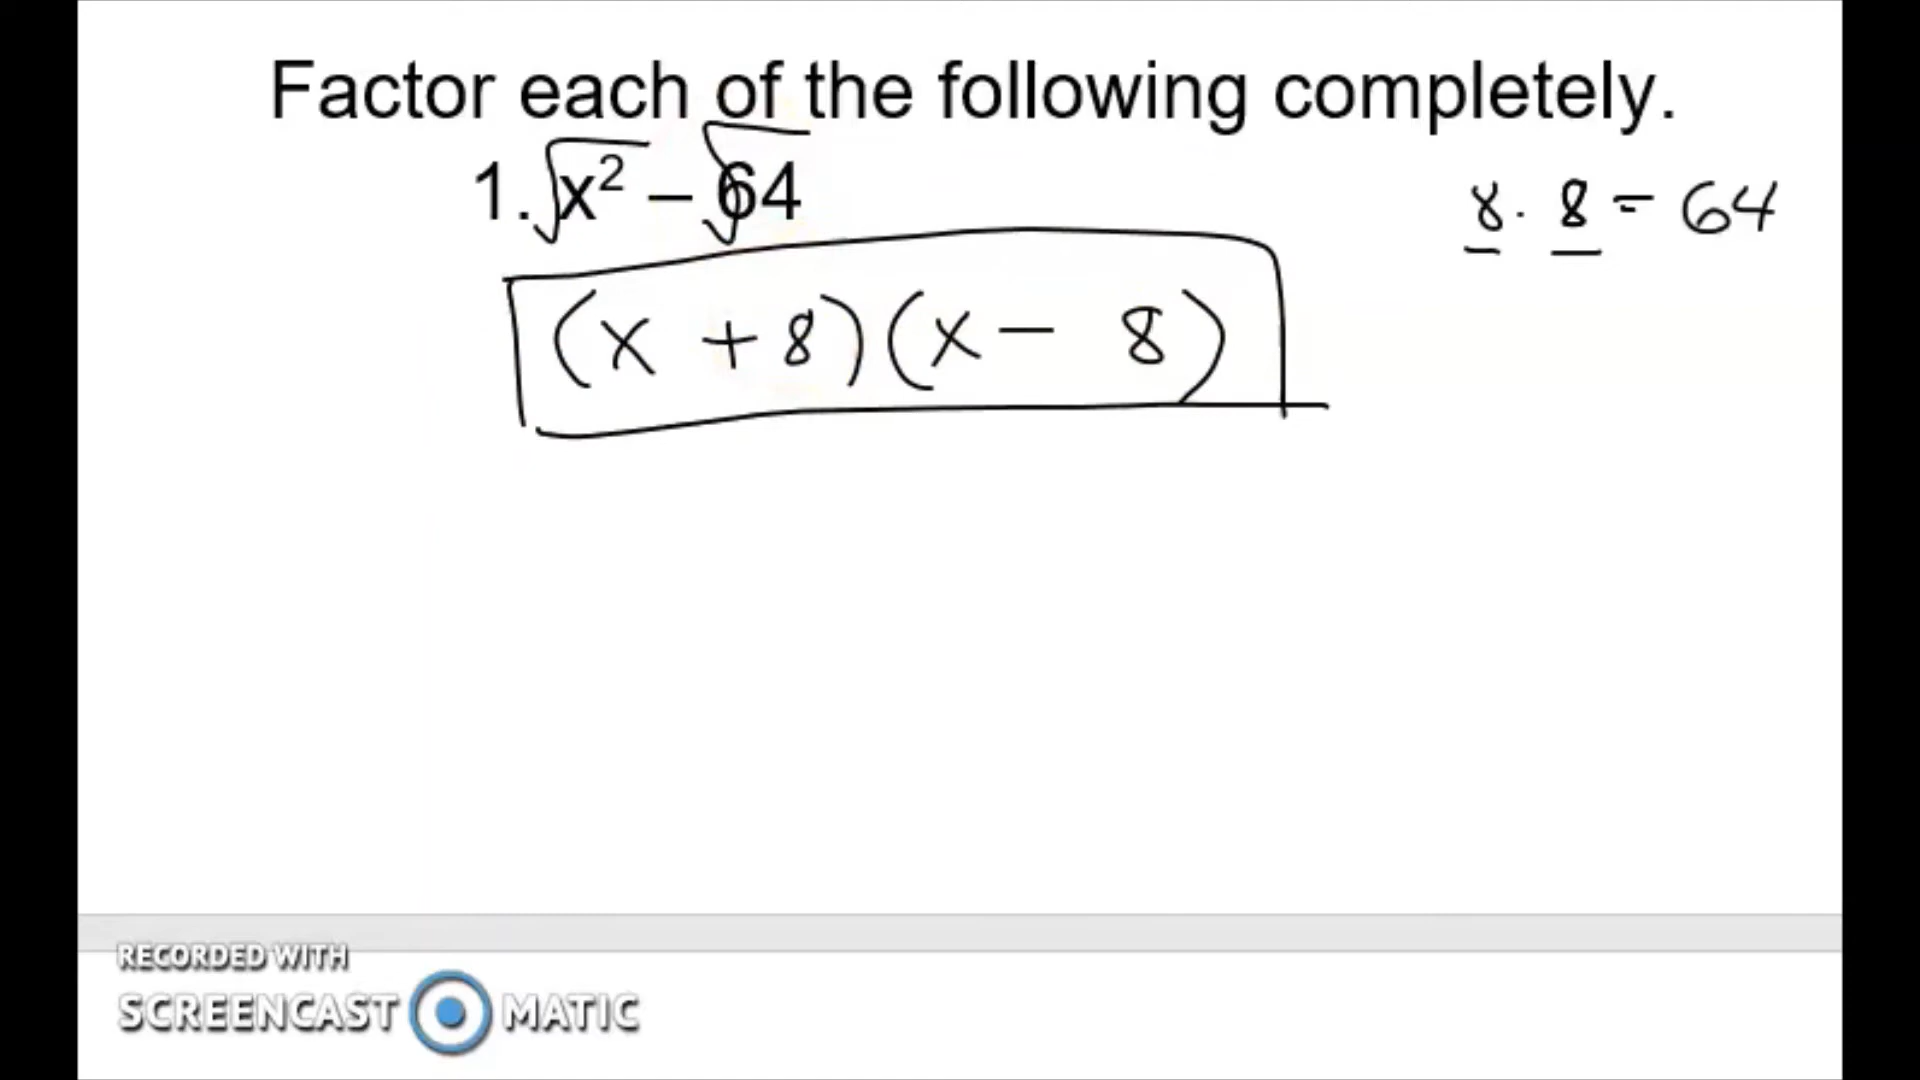 Factor each of the following completely.
1. √x² – √64
8 · 8 = 64
(x + 8)(x - 8)
RECORDED WITH
SCREENCAST MATIC